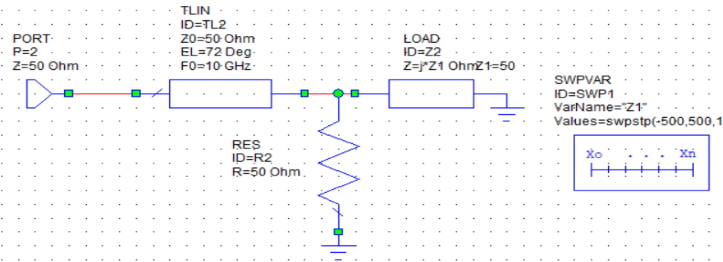 TLIN
ID=TL2
Z0=50 Ohm
EL=72 Deg
F0=10 GHz
PORT
P=2
Z=50 Ohm
LOAD
ID=Z2
Z=j*Z1 Ohm
Z1=50
SWPVAR
ID=SWP1
VarName="Z1"
Values=swpstp(-500,500,1
Xo . . . Xn
RES
ID=R2
R=50 Ohm